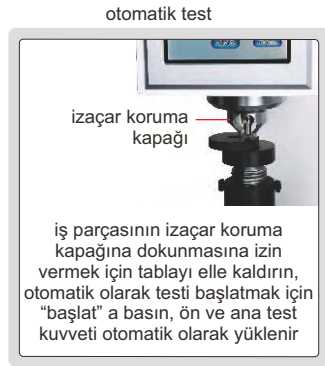 otomatik test
izaçar koruma
kapağı
iş parçasının izaçar koruma
kapağına dokunmasına izin
vermek için tablayı elle kaldırın,
otomatik olarak testi başlatmak için
“başlat” a basın, ön ve ana test
kuvveti otomatik olarak yüklenir